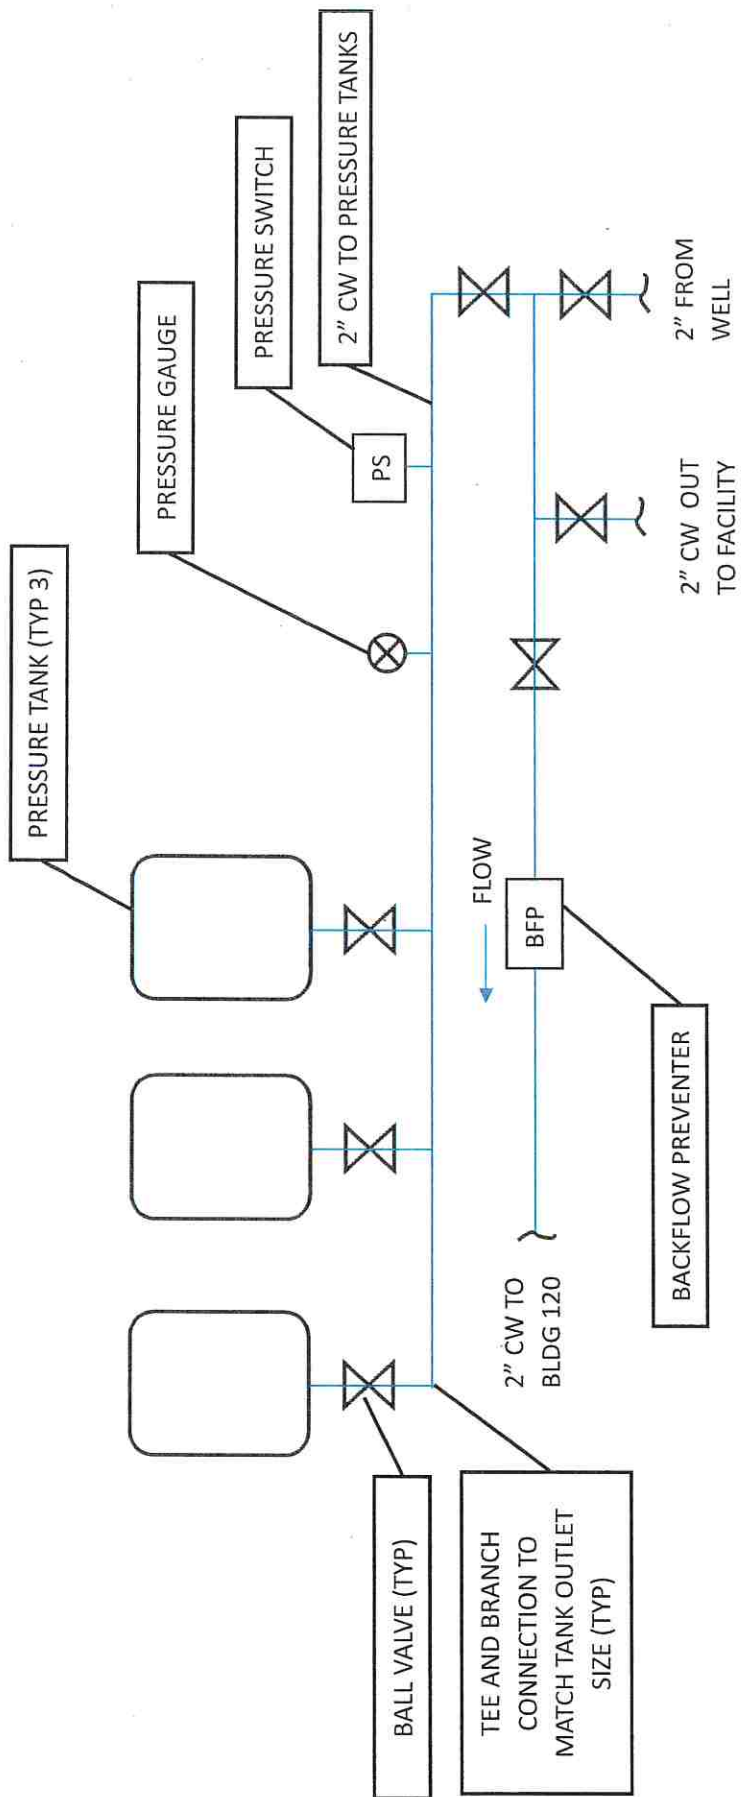 PRESSURE TANK (TYP 3)
PRESSURE GAUGE
PRESSURE SWITCH
2” CW TO PRESSURE TANKS
PS
BALL VALVE (TYP)
TEE AND BRANCH
CONNECTION TO
MATCH TANK OUTLET
SIZE (TYP)
FLOW
BFP
2” CW TO
BLDG 120
BACKFLOW PREVENTER
2” CW OUT
TO FACILITY
2” FROM
WELL